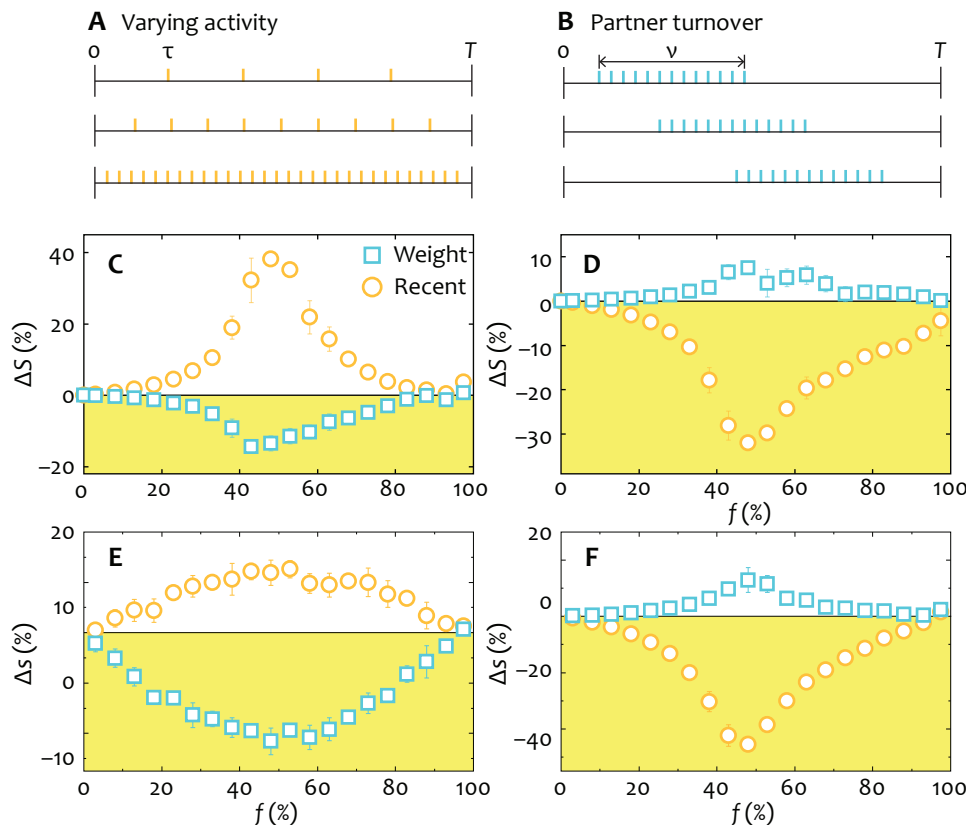 A Varying activity
B Partner turnover
0 τ T
0 ν T
C
Weight
Recent
40
20
0
−20
ΔS (%)
0 20 40 60 80 100
D
10
0
−10
−20
−30
ΔS (%)
0 20 40 60 80 100
f (%)
E
20
10
0
−10
Δs (%)
0 20 40 60 80 100
f (%)
F
0
−20
−40
Δs (%)
0 20 40 60 80 100
f (%)